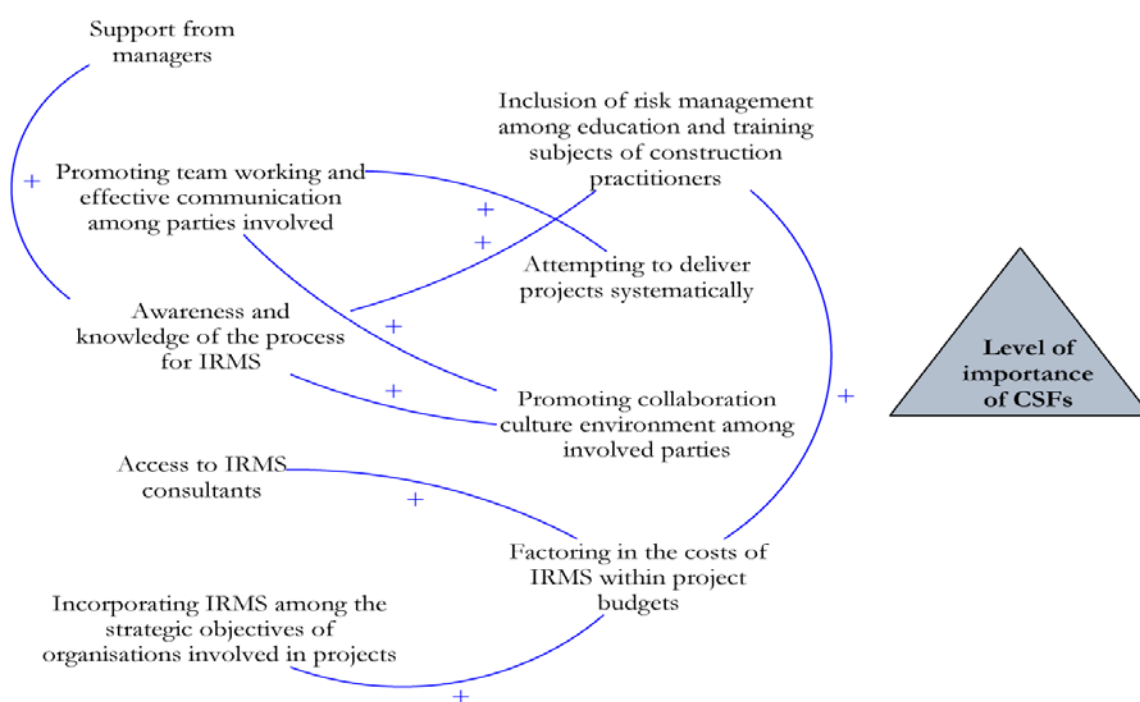 Support from
managers
Inclusion of risk management
among education and training
subjects of construction
practitioners
+
Promoting team working and
effective communication
among parties involved
+
+
Attempting to deliver
projects systematically
Awareness and
knowledge of the process
for IRMS
+
Level of
importance
of CSFs
+
Promoting collaboration
culture environment among
involved parties
+
Access to IRMS
consultants
+
Factoring in the costs of
IRMS within project
budgets
Incorporating IRMS among the
strategic objectives of
organisations involved in projects
+